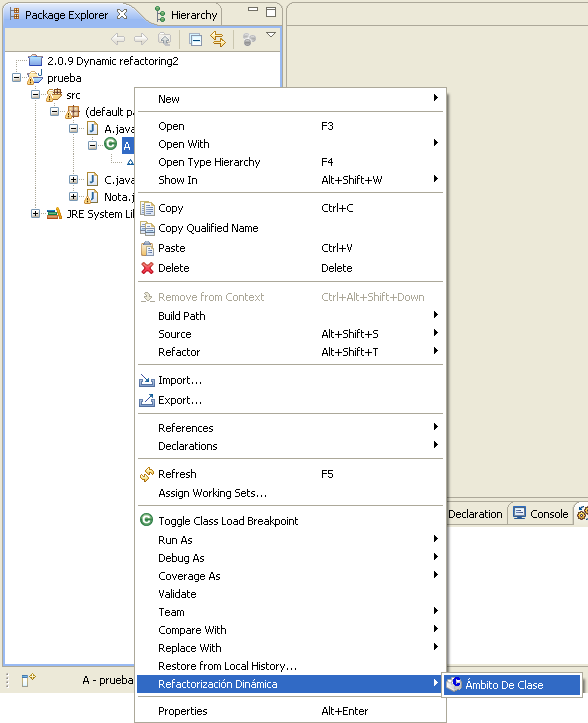 Package Explorer
Hierarchy
2.0.9 Dynamic refactoring2
prueba
src
(default pa
A.java
A
C.java
Nota.j
JRE System Lib
New
Open F3
Open With
Open Type Hierarchy F4
Show In Alt+Shift+W
Copy Ctrl+C
Copy Qualified Name
Paste Ctrl+V
Delete Delete
Remove from Context Ctrl+Alt+Shift+Down
Build Path
Source Alt+Shift+S
Refactor Alt+Shift+T
Import...
Export...
References
Declarations
Refresh F5
Assign Working Sets...
Toggle Class Load Breakpoint
Run As
Debug As
Coverage As
Validate
Team
Compare With
Replace With
Restore from Local History...
Refactorización Dinámica
Ámbito De Clase
Properties Alt+Enter
Declaration
Console
A - prueba